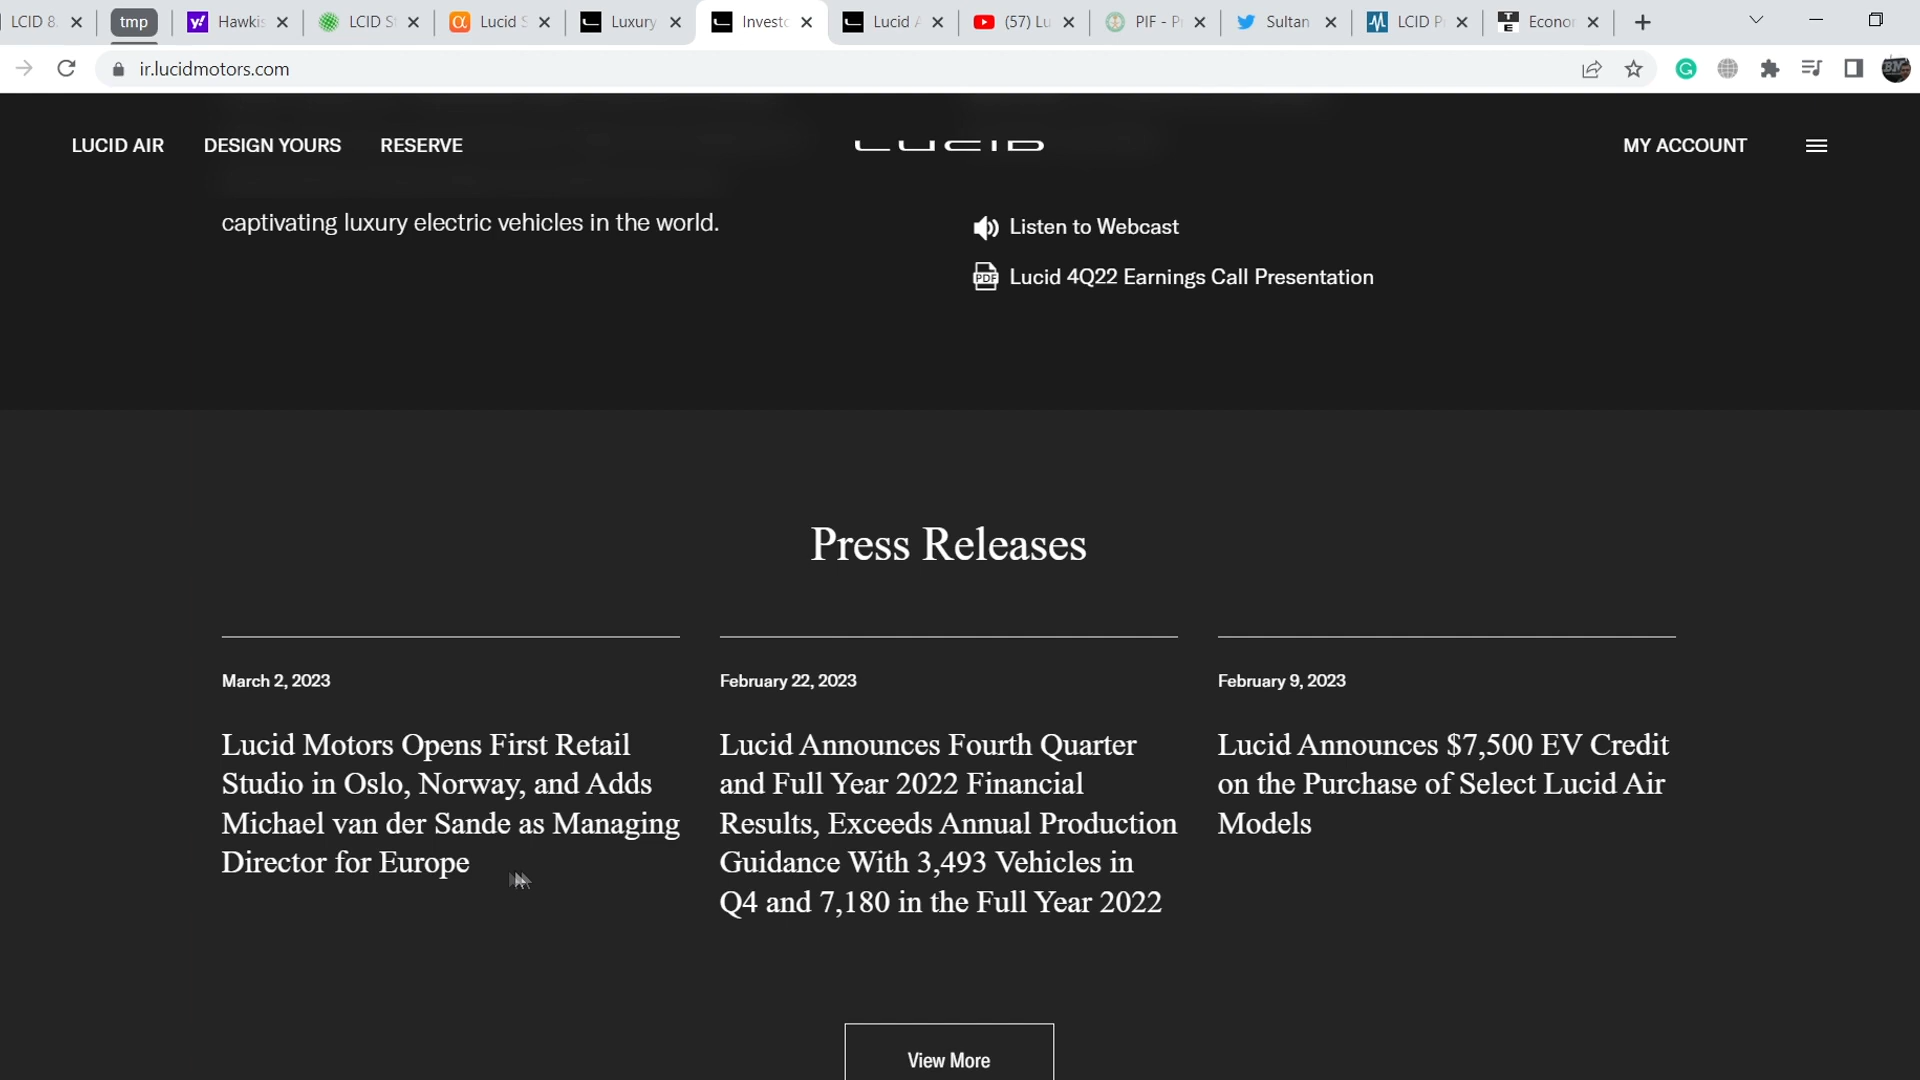 LCID 8
tmp
Hawkis
LCID S
Lucid S
Luxury
Investo
Lucid A
(57) Lu
PIF - P
Sultan
LCID P
Econor
ir.lucidmotors.com
LUCID AIR
DESIGN YOURS
RESERVE
LUCID
MY ACCOUNT
captivating luxury electric vehicles in the world.
Listen to Webcast
PDF
Lucid 4Q22 Earnings Call Presentation
Press Releases
March 2, 2023
Lucid Motors Opens First Retail
Studio in Oslo, Norway, and Adds
Michael van der Sande as Managing
Director for Europe
February 22, 2023
Lucid Announces Fourth Quarter
and Full Year 2022 Financial
Results, Exceeds Annual Production
Guidance With 3,493 Vehicles in
Q4 and 7,180 in the Full Year 2022
February 9, 2023
Lucid Announces $7,500 EV Credit
on the Purchase of Select Lucid Air
Models
View More